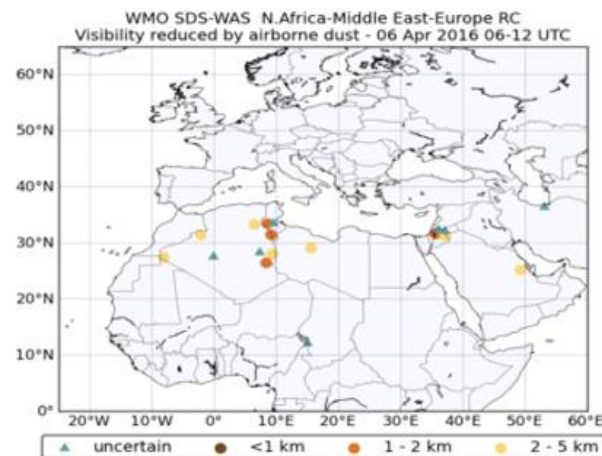 WMO SDS-WAS N.Africa-Middle East-Europe RC
Visibility reduced by airborne dust - 06 Apr 2016 06-12 UTC
60°N
50°N
40°N
30°N
20°N
10°N
0°
20°W 10°W 0° 10°E 20°E 30°E 40°E 50°E 60°E
uncertain <1 km 1 - 2 km 2 - 5 km